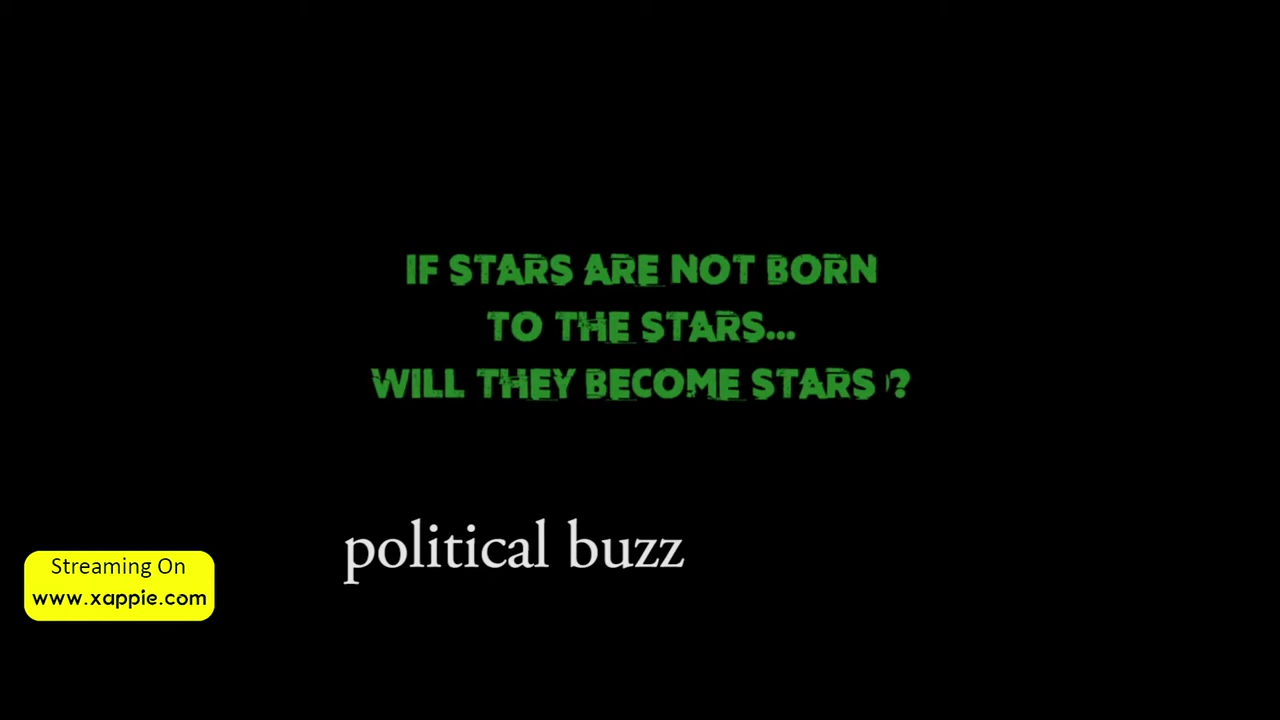 IF STARS ARE NOT BORN
TO THE STARS...
WILL THEY BECOME STARS ?
political buzz
Streaming On
www.xappie.com